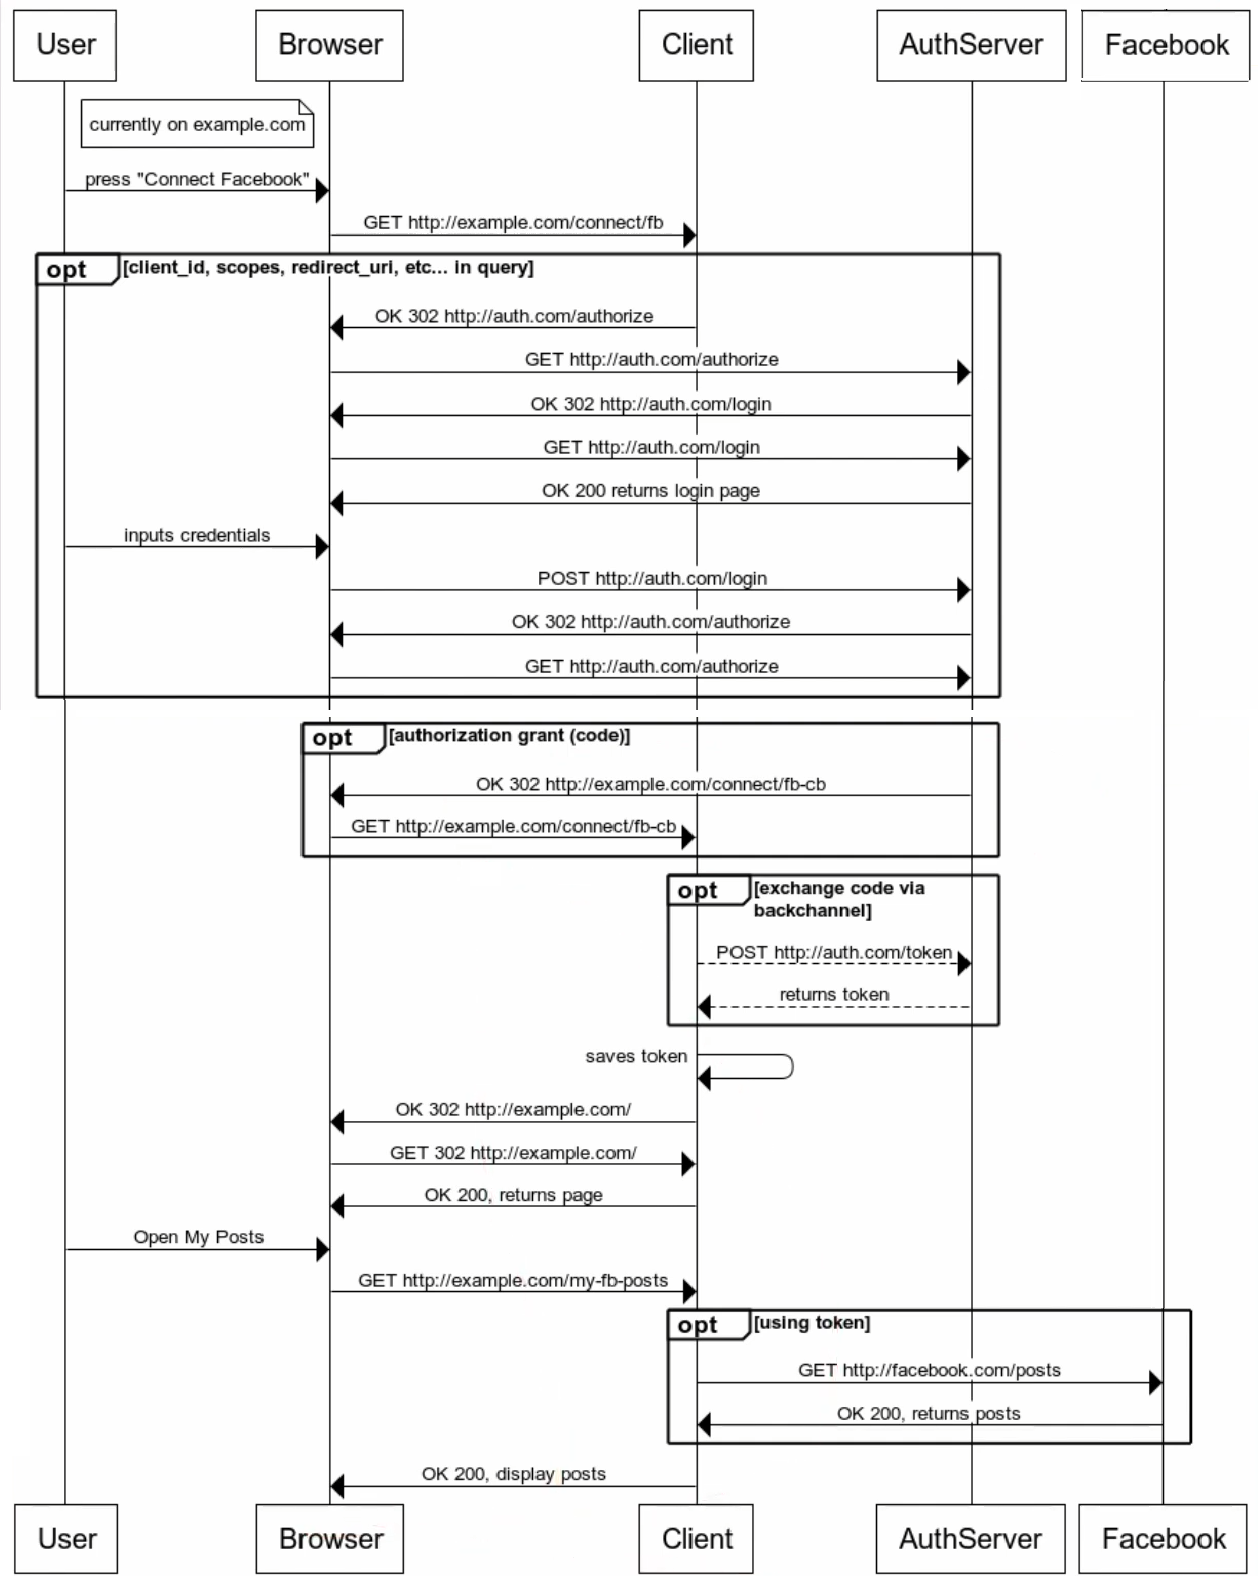 User
Browser
Client
AuthServer
Facebook
currently on example.com
press "Connect Facebook"
GET http://example.com/connect/fb
opt
[client_id, scopes, redirect_uri, etc... in query]
OK 302 http://auth.com/authorize
GET http://auth.com/authorize
OK 302 http://auth.com/login
GET http://auth.com/login
OK 200 returns login page
inputs credentials
POST http://auth.com/login
OK 302 http://auth.com/authorize
GET http://auth.com/authorize
opt
[authorization grant (code)]
OK 302 http://example.com/connect/fb-cb
GET http://example.com/connect/fb-cb
opt
[exchange code via
backchannel]
POST http://auth.com/token
returns token
saves token
OK 302 http://example.com/
GET 302 http://example.com/
OK 200, returns page
Open My Posts
GET http://example.com/my-fb-posts
opt
[using token]
GET http://facebook.com/posts
OK 200, returns posts
OK 200, display posts
User
Browser
Client
AuthServer
Facebook